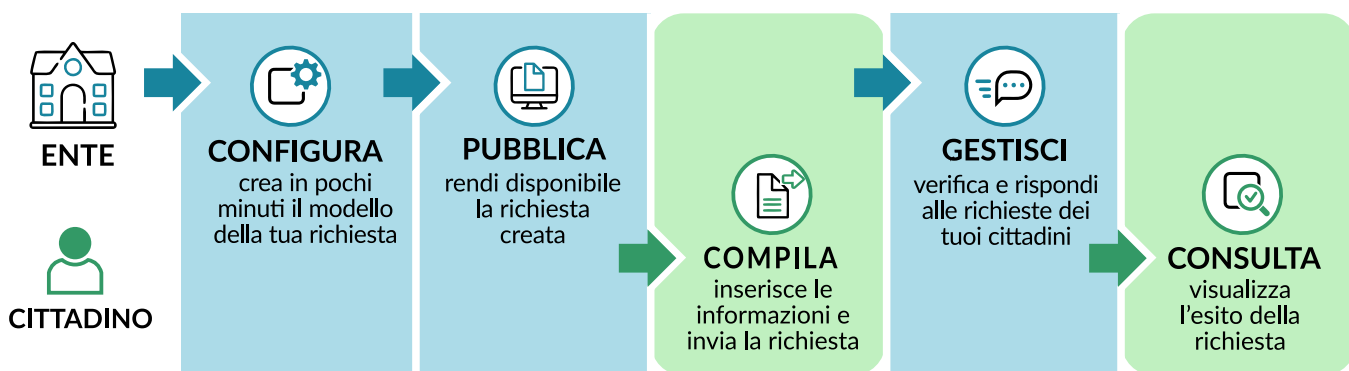 ENTE
CITTADINO
CONFIGURA
crea in pochi
minuti il modello
della tua richiesta
PUBBLICA
rendi disponibile
la richiesta
creata
COMPILA
inserisce le
informazioni e
invia la richiesta
GESTISCI
verifica e rispondi
alle richieste dei
tuoi cittadini
CONSULTA
visualizza
l'esito della
richiesta